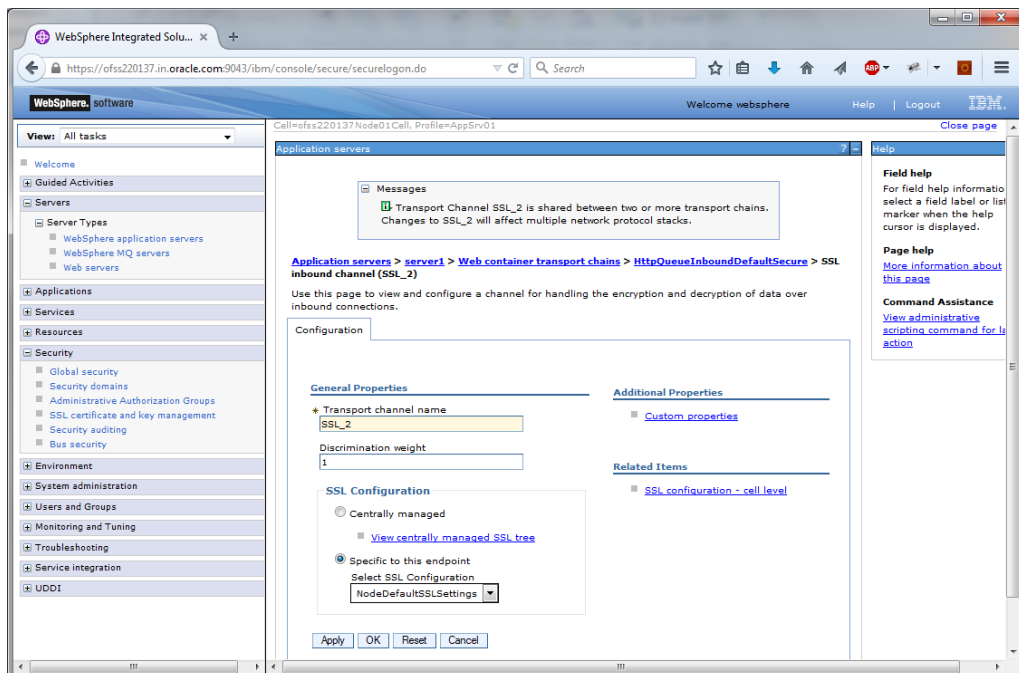 WebSphere Integrated Solu... × +
https://ofss220137.in.oracle.com:9043/ibm/console/secure/securelogon.do
Search
ABP
WebSphere. software
Welcome websphere
Help | Logout
IBM.
Cell=ofss220137Node01Cell, Profile=AppSrv01
Close page
View: All tasks
Welcome
Guided Activities
Servers
Server Types
WebSphere application servers
WebSphere MQ servers
Web servers
Applications
Services
Resources
Security
Global security
Security domains
Administrative Authorization Groups
SSL certificate and key management
Security auditing
Bus security
Environment
System administration
Users and Groups
Monitoring and Tuning
Troubleshooting
Service integration
UDDI
Application servers
? –
Messages
Transport Channel SSL_2 is shared between two or more transport chains.
Changes to SSL_2 will affect multiple network protocol stacks.
Application servers > server1 > Web container transport chains > HttpQueueInboundDefaultSecure > SSL
inbound channel (SSL_2)
Use this page to view and configure a channel for handling the encryption and decryption of data over
inbound connections.
Configuration
General Properties
* Transport channel name
SSL_2
Discrimination weight
1
SSL Configuration
Centrally managed
View centrally managed SSL tree
Specific to this endpoint
Select SSL Configuration
NodeDefaultSSLSettings
Apply OK Reset Cancel
Additional Properties
Custom properties
Related Items
SSL configuration - cell level
Help
Field help
For field help informatio
select a field label or list
marker when the help
cursor is displayed.
Page help
More information about
this page
Command Assistance
View administrative
scripting command for la
action